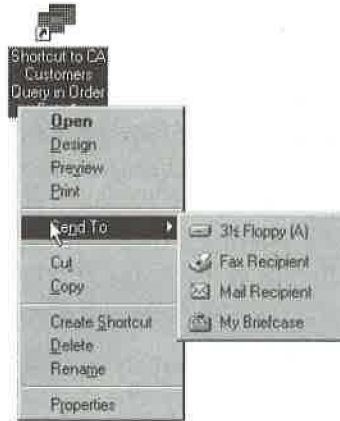 Shortcut to CA
Customers
Query in Order
Open
Design
Preview
Print
Send To
3½ Floppy (A)
Fax Recipient
Mail Recipient
My Briefcase
Cut
Copy
Create Shortcut
Delete
Rename
Properties